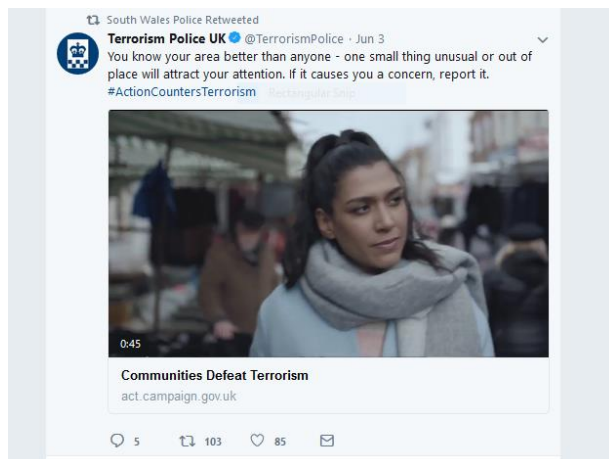 South Wales Police Retweeted
Terrorism Police UK @TerrorismPolice · Jun 3
You know your area better than anyone - one small thing unusual or out of
place will attract your attention. If it causes you a concern, report it.
#ActionCountersTerrorism
Rectangular Snip
0:45
Communities Defeat Terrorism
act.campaign.gov.uk
5 103 85